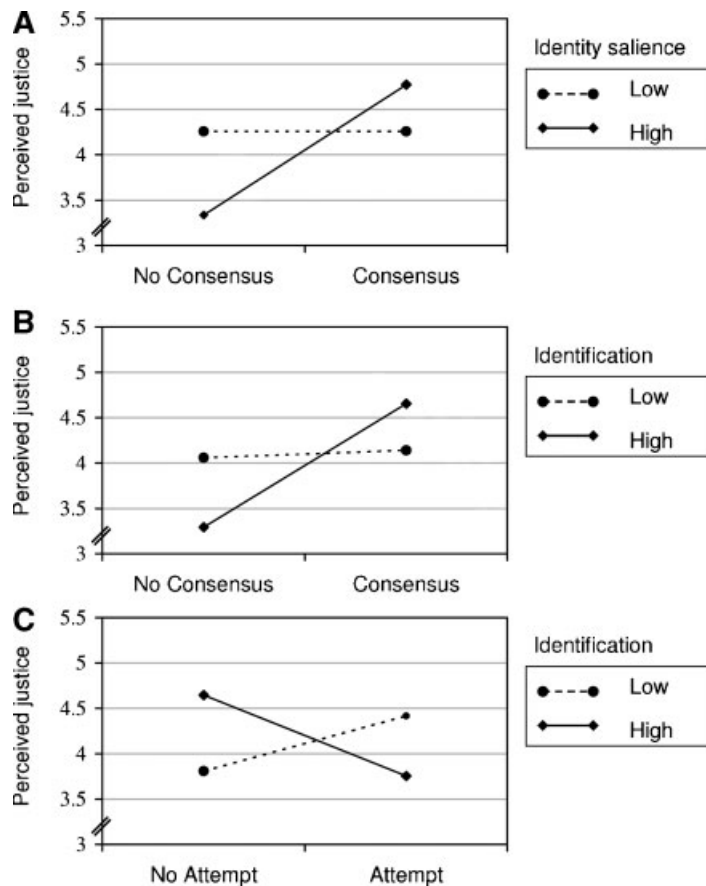 A
5.5
5
4.5
4
3.5
3
Perceived justice
No Consensus
Consensus
Identity salience
Low
High
B
5.5
5
4.5
4
3.5
3
Perceived justice
No Consensus
Consensus
Identification
Low
High
C
5.5
5
4.5
4
3.5
3
Perceived justice
No Attempt
Attempt
Identification
Low
High